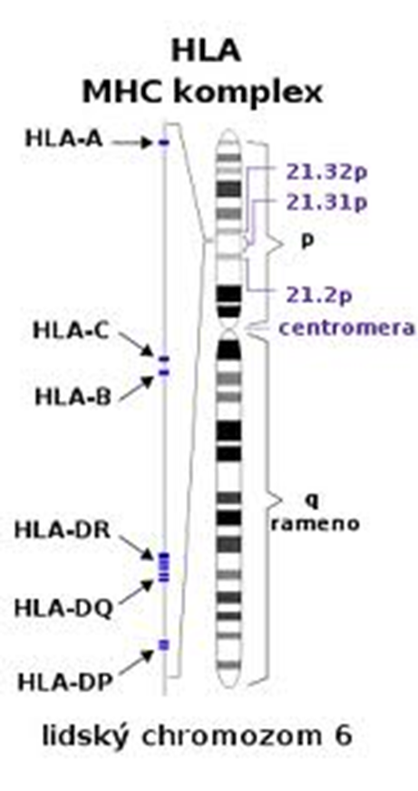 HLA
MHC komplex
HLA-A
21.32p
21.31p
p
21.2p
centromera
HLA-C
HLA-B
q
rameno
HLA-DR
HLA-DQ
HLA-DP
lidský chromozom 6